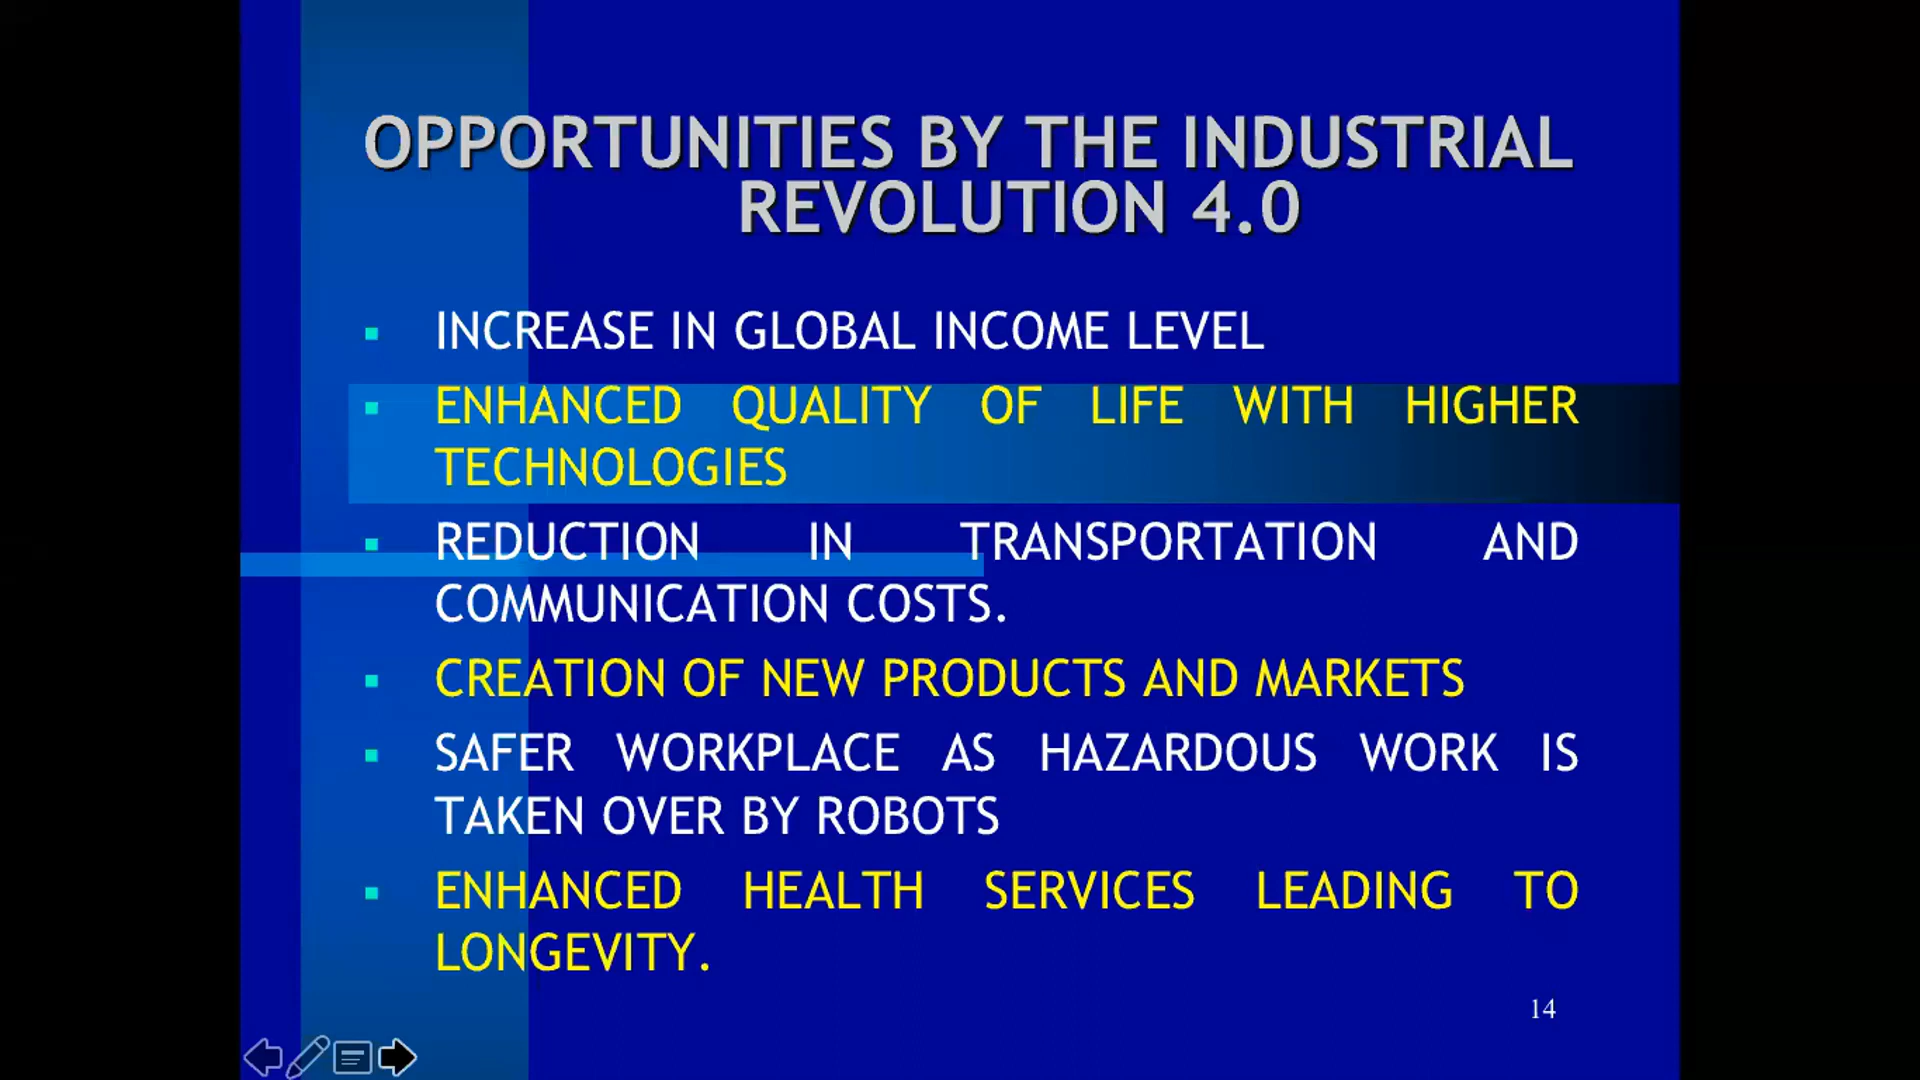 OPPORTUNITIES BY THE INDUSTRIAL
REVOLUTION 4.0
INCREASE IN GLOBAL INCOME LEVEL
ENHANCED QUALITY OF LIFE WITH HIGHER
TECHNOLOGIES
REDUCTION IN TRANSPORTATION AND
COMMUNICATION COSTS.
CREATION OF NEW PRODUCTS AND MARKETS
SAFER WORKPLACE AS HAZARDOUS WORK IS
TAKEN OVER BY ROBOTS
ENHANCED HEALTH SERVICES LEADING TO
LONGEVITY.
14